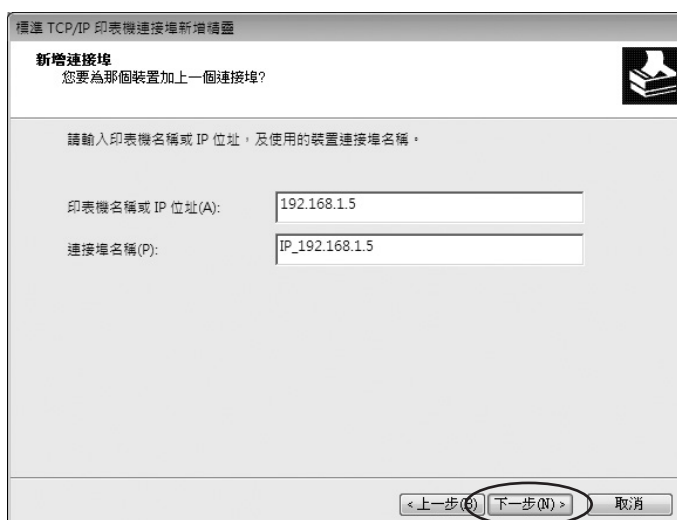 標準 TCP/IP 印表機連接埠新增精靈
新增連接埠
您要為那個裝置加上一個連接埠?
請輸入印表機名稱或 IP 位址，及使用的裝置連接埠名稱。
印表機名稱或 IP 位址(A): 192.168.1.5
連接埠名稱(P): IP_192.168.1.5
< 上一步(B) 下一步(N) > 取消